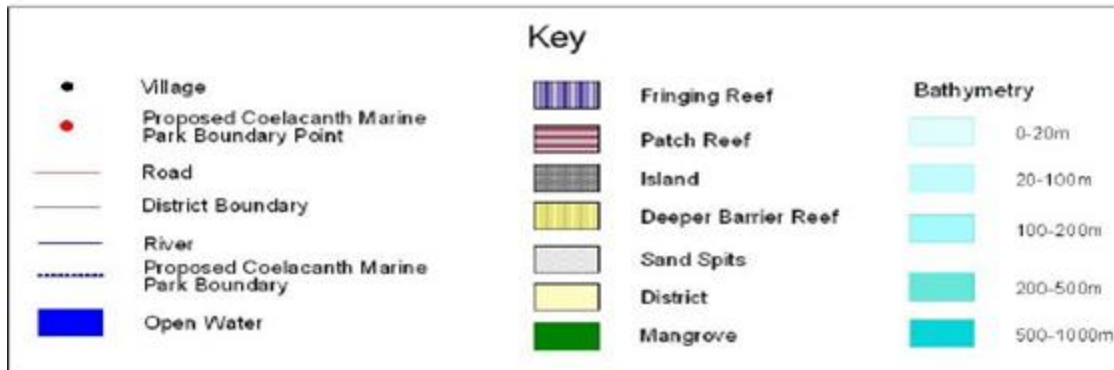 Key
Village
Proposed Coelacanth Marine
Park Boundary Point
Road
District Boundary
River
Proposed Coelacanth Marine
Park Boundary
Open Water
Fringing Reef
Patch Reef
Island
Deeper Barrier Reef
Sand Spits
District
Mangrove
Bathymetry
0-20m
20-100m
100-200m
200-500m
500-1000m